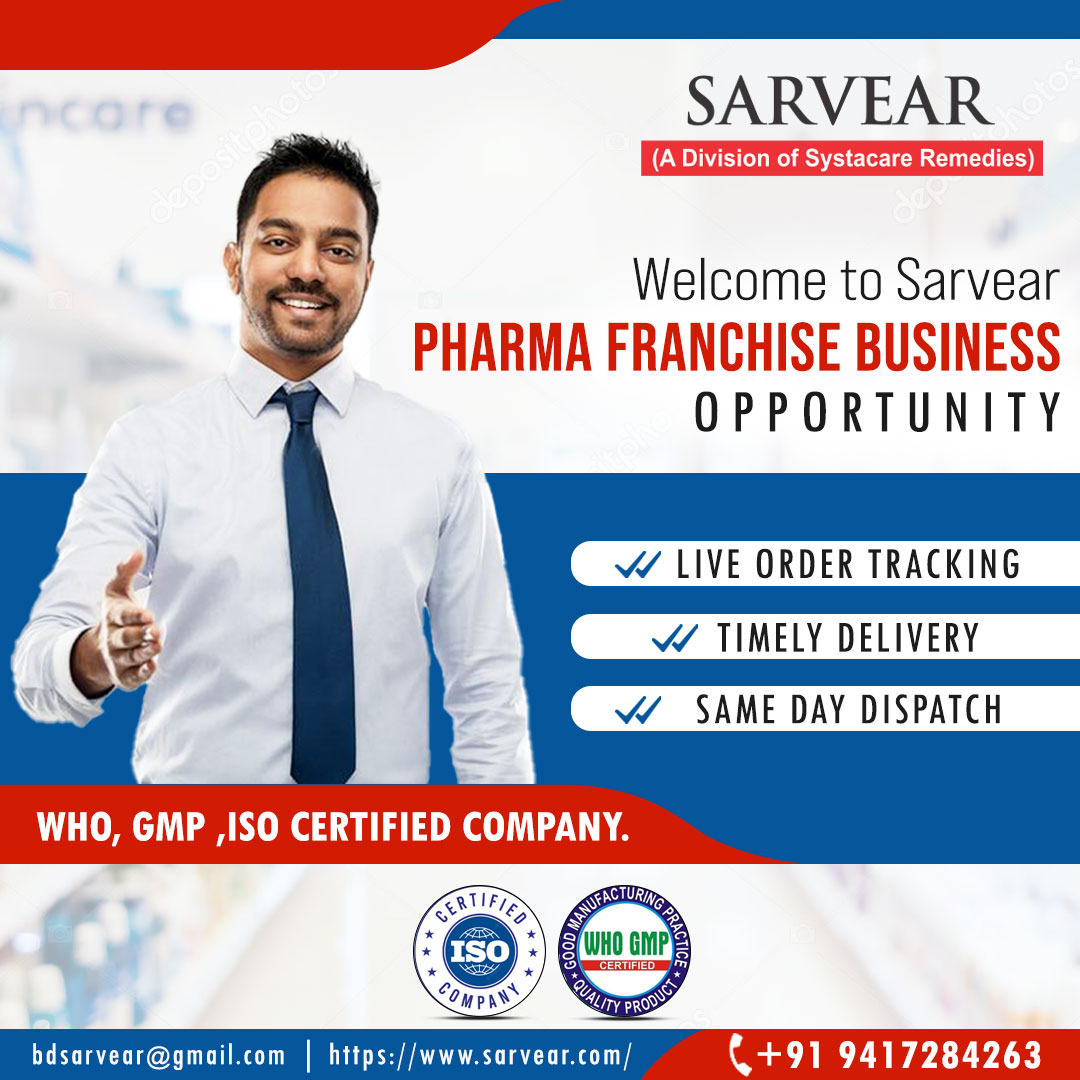 ncare
depositphotos
depositphotos
SARVEAR
(A Division of Systacare Remedies)
Welcome to Sarvear
PHARMA FRANCHISE BUSINESS
OPPORTUNITY
LIVE ORDER TRACKING
TIMELY DELIVERY
SAME DAY DISPATCH
WHO, GMP ,ISO CERTIFIED COMPANY.
CERTIFIED
ISO
COMPANY
GOOD MANUFACTURING PRACTICE
WHO GMP
CERTIFIED
QUALITY PRODUCT
bdsarvear@gmail.com | https://www.sarvear.com/
+91 9417284263